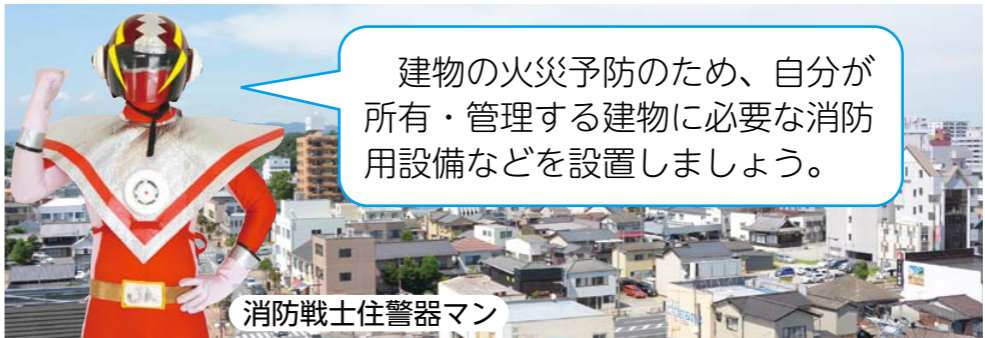 建物の火災予防のため、自分が
所有・管理する建物に必要な消防
用設備などを設置しましょう。
消防戦士住警器マン